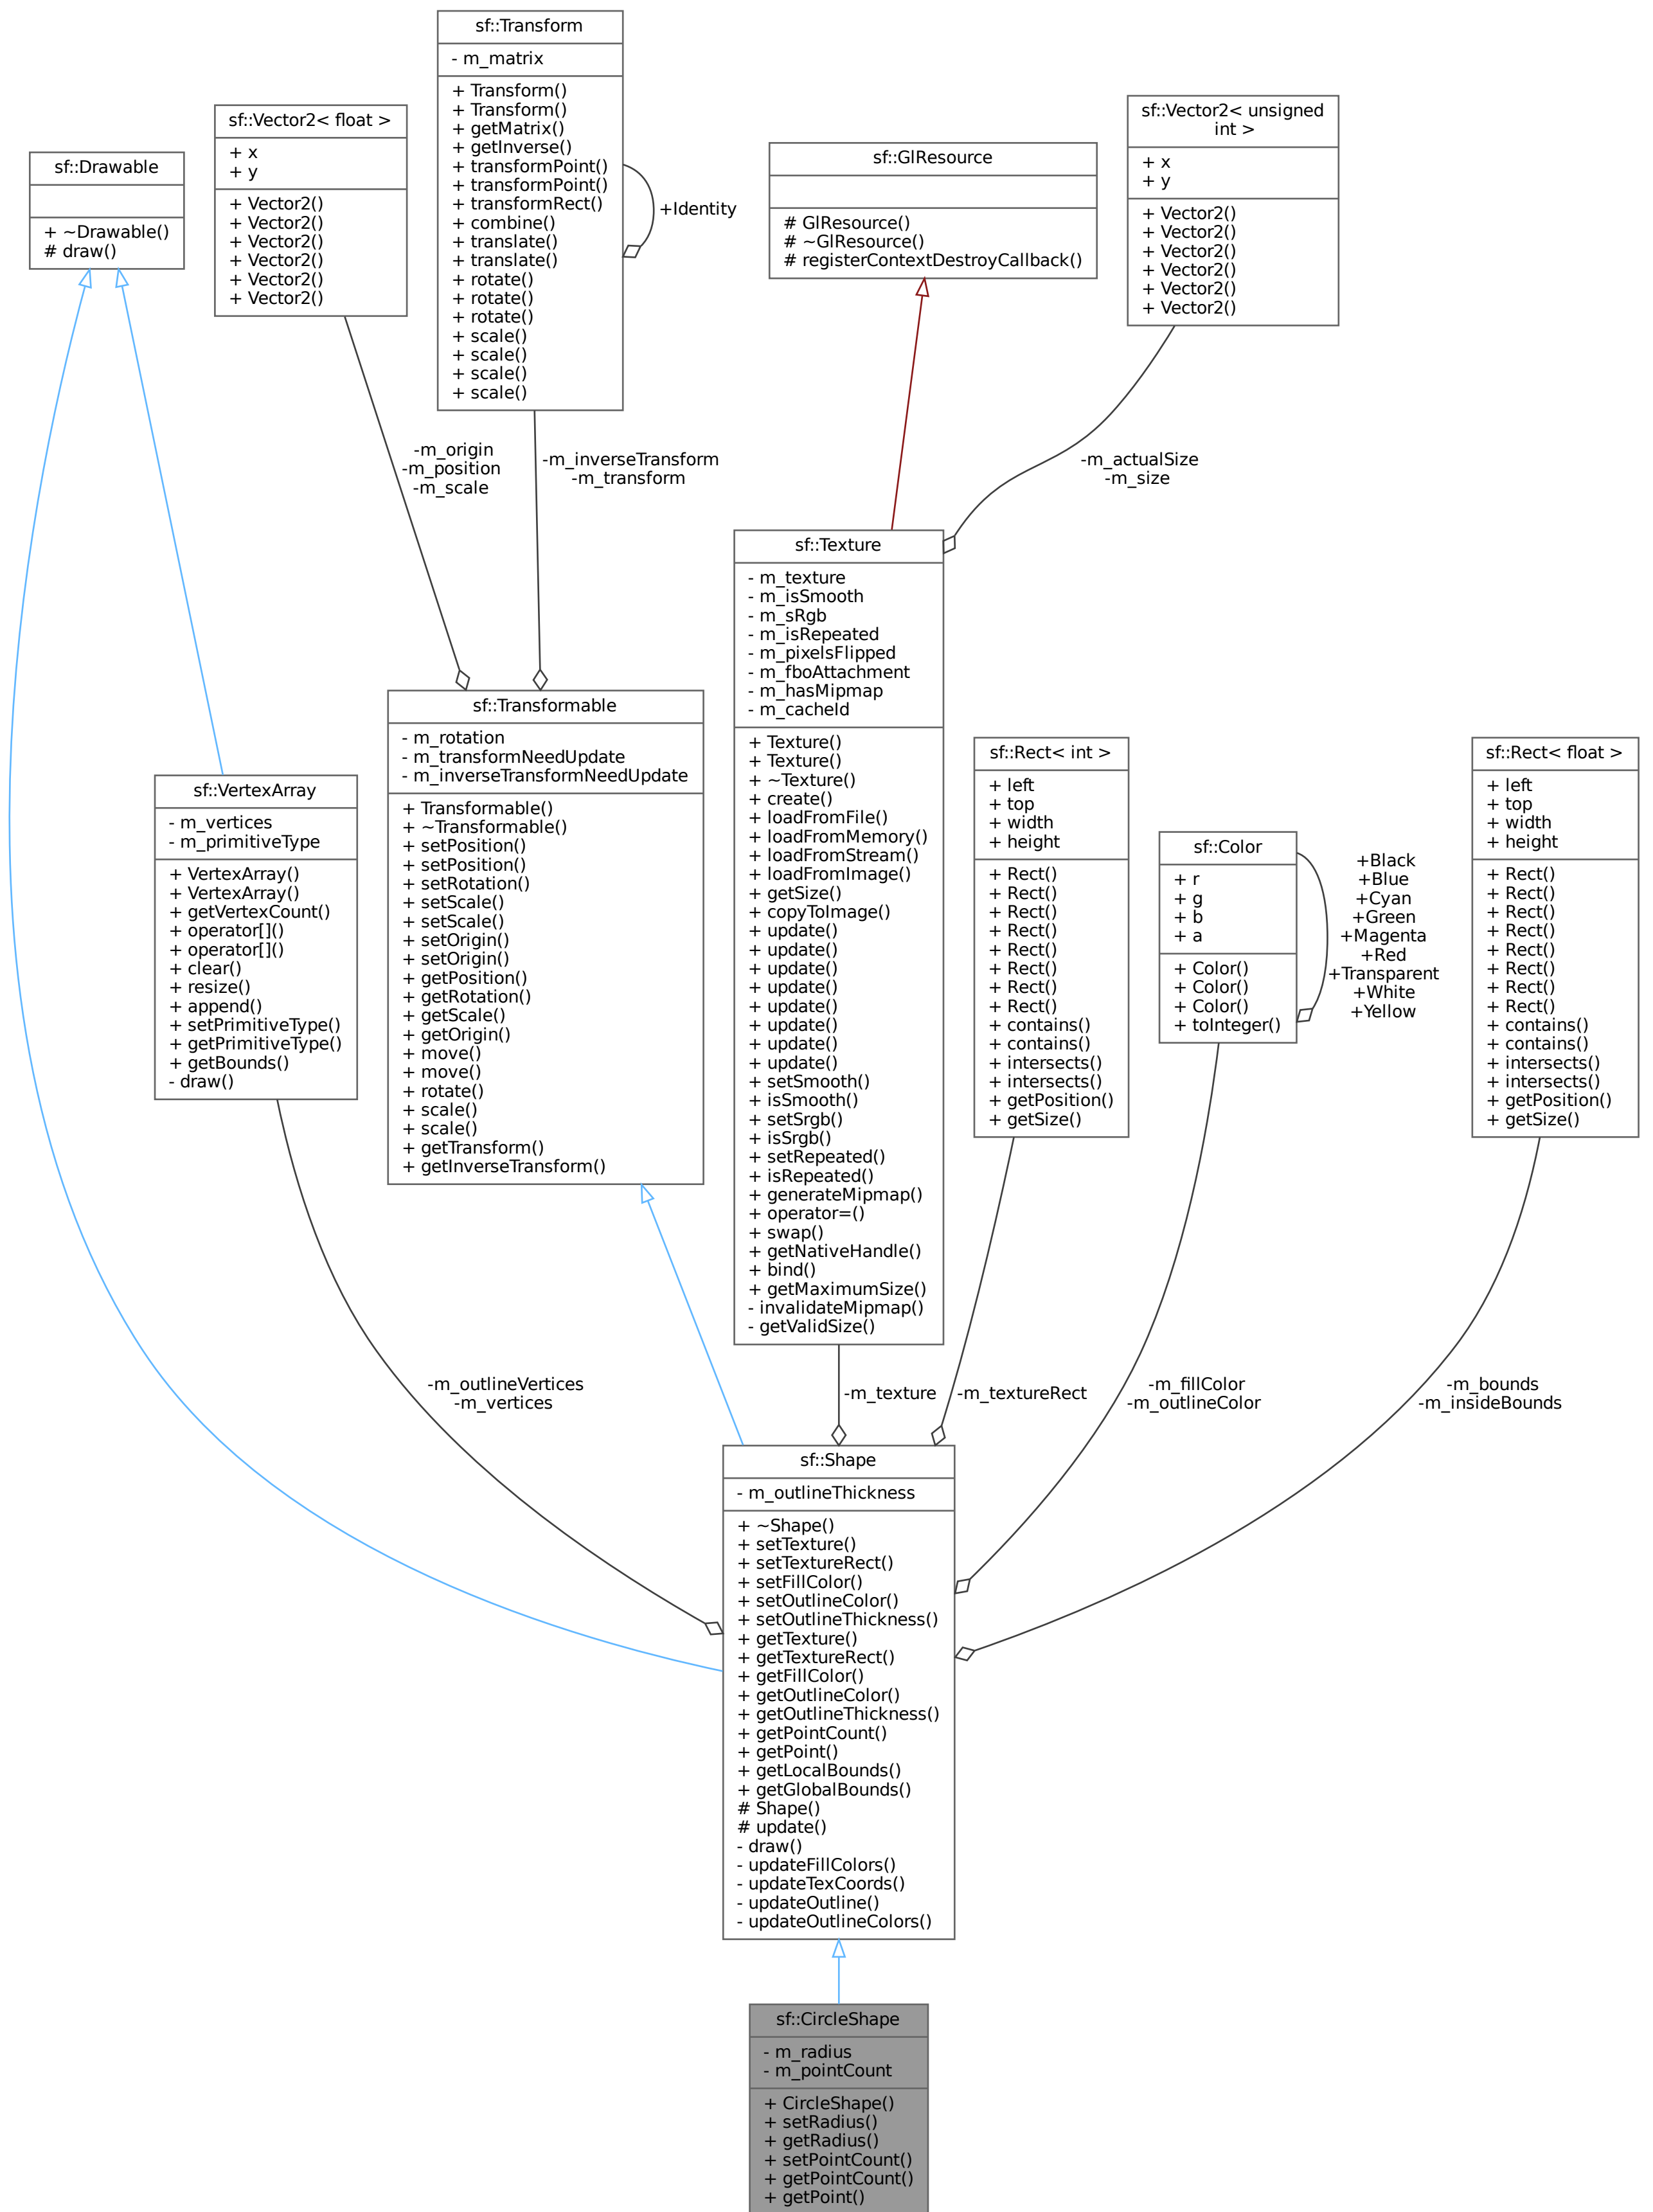 sf::Transform
- m_matrix
+ Transform()
+ Transform()
+ getMatrix()
+ getInverse()
+ transformPoint()
+ transformPoint()
+ transformRect()
+ combine()
+ translate()
+ translate()
+ rotate()
+ rotate()
+ rotate()
+ scale()
+ scale()
+ scale()
+ scale()
+Identity
sf::Vector2< float >
+ x
+ y
+ Vector2()
+ Vector2()
+ Vector2()
+ Vector2()
+ Vector2()
+ Vector2()
sf::Drawable
+ ~Drawable()
# draw()
sf::GlResource
# GlResource()
# ~GlResource()
# registerContextDestroyCallback()
sf::Vector2< unsigned
int >
+ x
+ y
+ Vector2()
+ Vector2()
+ Vector2()
+ Vector2()
+ Vector2()
+ Vector2()
-m_origin
-m_position
-m_scale
-m_inverseTransform
-m_transform
-m_actualSize
-m_size
sf::VertexArray
- m_vertices
- m_primitiveType
+ VertexArray()
+ VertexArray()
+ getVertexCount()
+ operator[]()
+ operator[]()
+ clear()
+ resize()
+ append()
+ setPrimitiveType()
+ getPrimitiveType()
+ getBounds()
- draw()
sf::Transformable
- m_rotation
- m_transformNeedUpdate
- m_inverseTransformNeedUpdate
+ Transformable()
+ ~Transformable()
+ setPosition()
+ setPosition()
+ setRotation()
+ setScale()
+ setScale()
+ setOrigin()
+ setOrigin()
+ getPosition()
+ getRotation()
+ getScale()
+ getOrigin()
+ move()
+ move()
+ rotate()
+ scale()
+ scale()
+ getTransform()
+ getInverseTransform()
sf::Texture
- m_texture
- m_isSmooth
- m_sRgb
- m_isRepeated
- m_pixelsFlipped
- m_fboAttachment
- m_hasMipmap
- m_cacheId
+ Texture()
+ Texture()
+ ~Texture()
+ create()
+ loadFromFile()
+ loadFromMemory()
+ loadFromStream()
+ loadFromImage()
+ getSize()
+ copyToImage()
+ update()
+ update()
+ update()
+ update()
+ update()
+ update()
+ update()
+ update()
+ setSmooth()
+ isSmooth()
+ setSrgb()
+ isSrgb()
+ setRepeated()
+ isRepeated()
+ generateMipmap()
+ operator=()
+ swap()
+ getNativeHandle()
+ bind()
+ getMaximumSize()
- invalidateMipmap()
- getValidSize()
sf::Rect< int >
+ left
+ top
+ width
+ height
+ Rect()
+ Rect()
+ Rect()
+ Rect()
+ Rect()
+ Rect()
+ Rect()
+ Rect()
+ contains()
+ contains()
+ intersects()
+ intersects()
+ getPosition()
+ getSize()
sf::Color
+ r
+ g
+ b
+ a
+ Color()
+ Color()
+ Color()
+ toInteger()
+Black
+Blue
+Cyan
+Green
+Magenta
+Red
+Transparent
+White
+Yellow
sf::Rect< float >
+ left
+ top
+ width
+ height
+ Rect()
+ Rect()
+ Rect()
+ Rect()
+ Rect()
+ Rect()
+ Rect()
+ Rect()
+ contains()
+ contains()
+ intersects()
+ intersects()
+ getPosition()
+ getSize()
-m_outlineVertices
-m_vertices
-m_texture
-m_textureRect
-m_fillColor
-m_outlineColor
-m_bounds
-m_insideBounds
sf::Shape
- m_outlineThickness
+ ~Shape()
+ setTexture()
+ setTextureRect()
+ setFillColor()
+ setOutlineColor()
+ setOutlineThickness()
+ getTexture()
+ getTextureRect()
+ getFillColor()
+ getOutlineColor()
+ getOutlineThickness()
+ getPointCount()
+ getPoint()
+ getLocalBounds()
+ getGlobalBounds()
# Shape()
# update()
- draw()
- updateFillColors()
- updateTexCoords()
- updateOutline()
- updateOutlineColors()
sf::CircleShape
- m_radius
- m_pointCount
+ CircleShape()
+ setRadius()
+ getRadius()
+ setPointCount()
+ getPointCount()
+ getPoint()